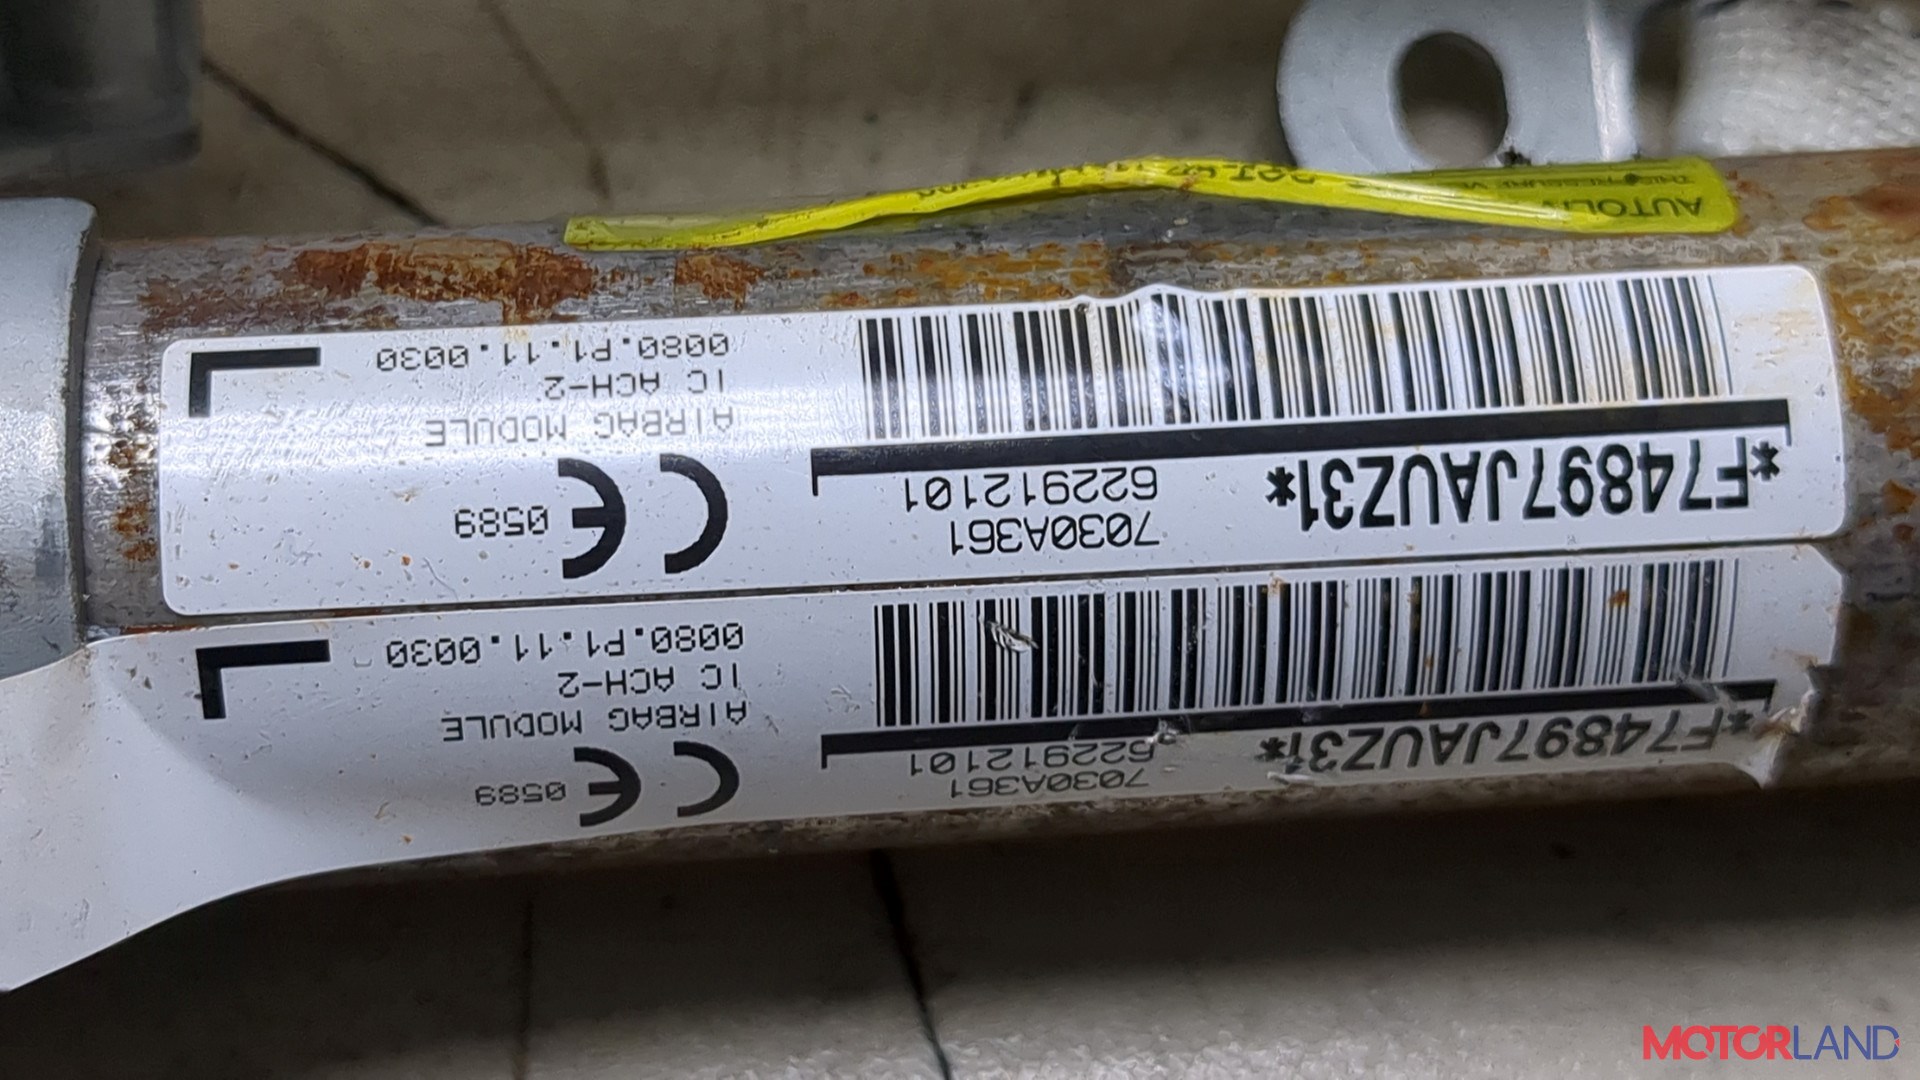 *F74897JAUZ31*
7030A361
622912101
CE 0589
AIRBAG MODULE
IC ACH-2
0080.P1.11.0030
*F74897JAUZ31*
7030A361
622912101
CE 0589
AIRBAG MODULE
IC ACH-2
0080.P1.11.0030
MOTORLAND